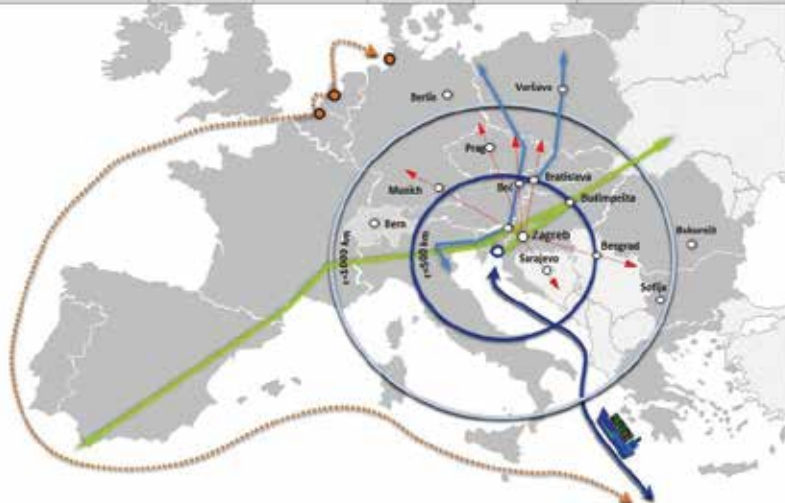 Varšava
Berlin
Prag
Bratislava
Beč
Munich
Budimpešta
Bern
Zagreb
Bukurešt
Beograd
Sarajevo
Sofija
r=1000 km
r=500 km